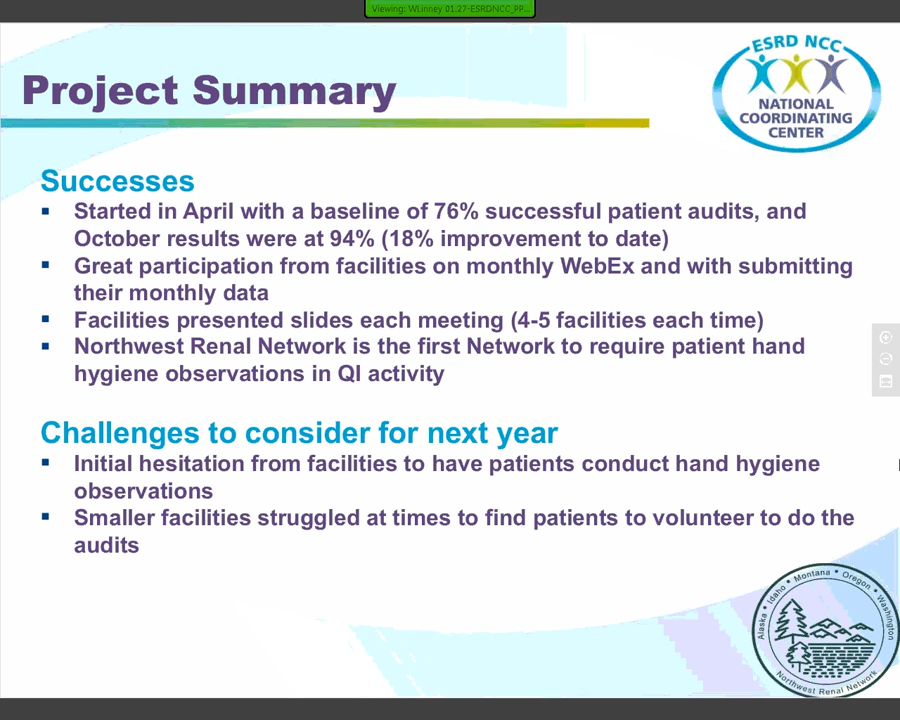 Viewing: WLinney 01.27-ESRDNCC_PP...
Project Summary
ESRD NCC
NATIONAL
COORDINATING
CENTER
Successes
▪ Started in April with a baseline of 76% successful patient audits, and
October results were at 94% (18% improvement to date)
▪ Great participation from facilities on monthly WebEx and with submitting
their monthly data
▪ Facilities presented slides each meeting (4-5 facilities each time)
▪ Northwest Renal Network is the first Network to require patient hand
hygiene observations in QI activity
Challenges to consider for next year
▪ Initial hesitation from facilities to have patients conduct hand hygiene
observations
▪ Smaller facilities struggled at times to find patients to volunteer to do the
audits
Alaska • Idaho • Montana • Oregon • Washington
Northwest Renal Network